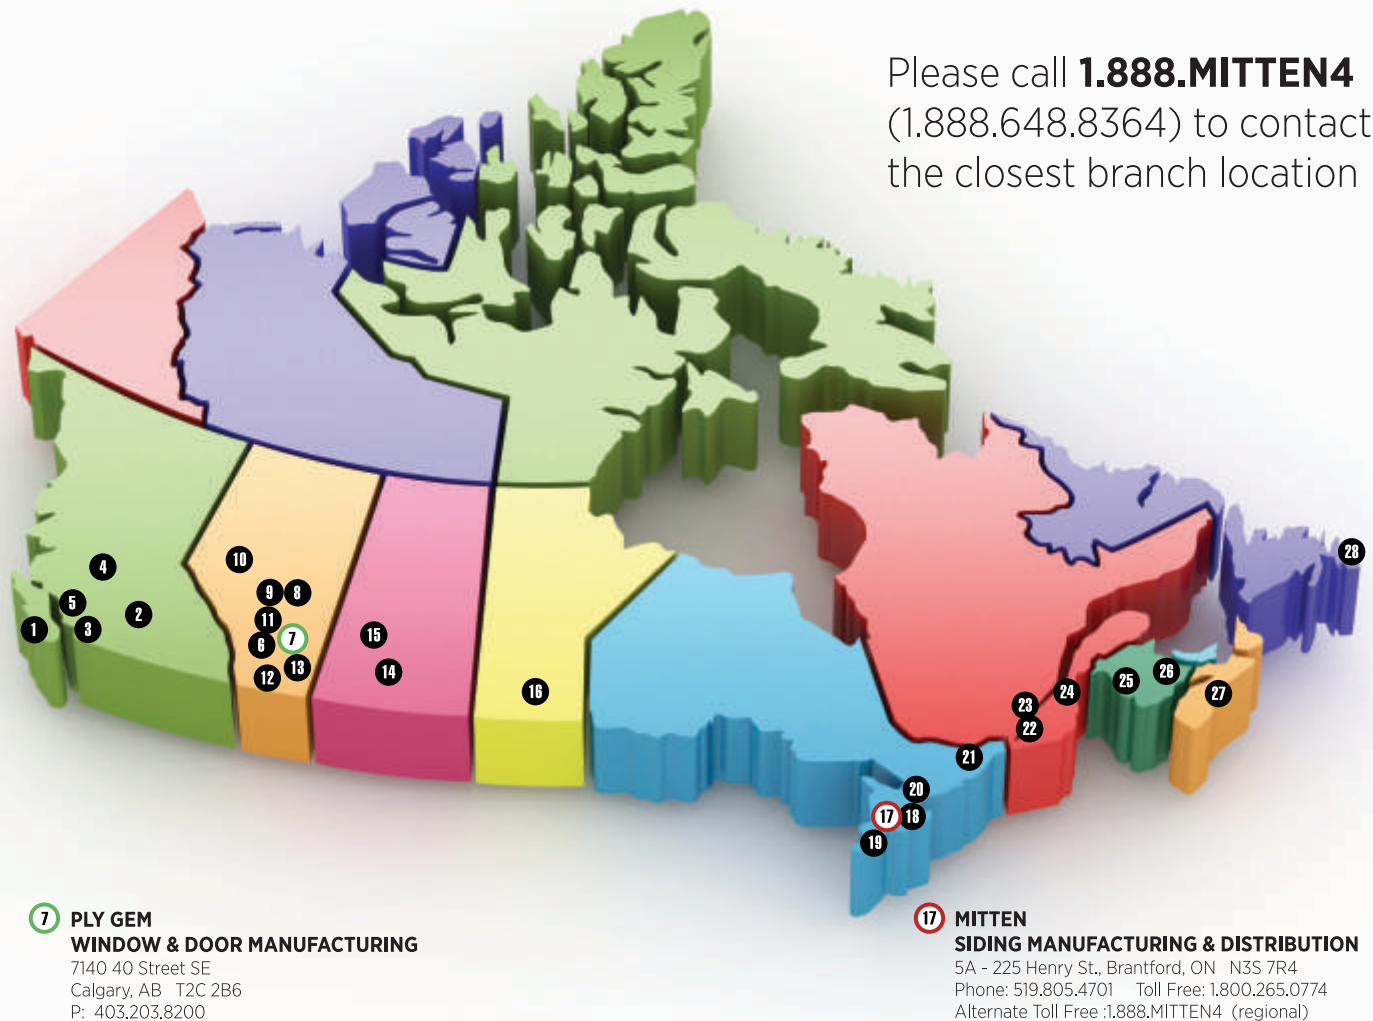 Please call 1.888.MITTEN4
(1.888.648.8364) to contact
the closest branch location
28
10
4
9 8
5
2
11
1
3
7
15
6
13
14
12
16
26
25
24
27
23
22
21
20
17 18
19
7 PLY GEM
WINDOW & DOOR MANUFACTURING
7140 40 Street SE
Calgary, AB T2C 2B6
P: 403.203.8200
17 MITTEN
SIDING MANUFACTURING & DISTRIBUTION
5A - 225 Henry St., Brantford, ON N3S 7R4
Phone: 519.805.4701 Toll Free: 1.800.265.0774
Alternate Toll Free :1.888.MITTEN4 (regional)